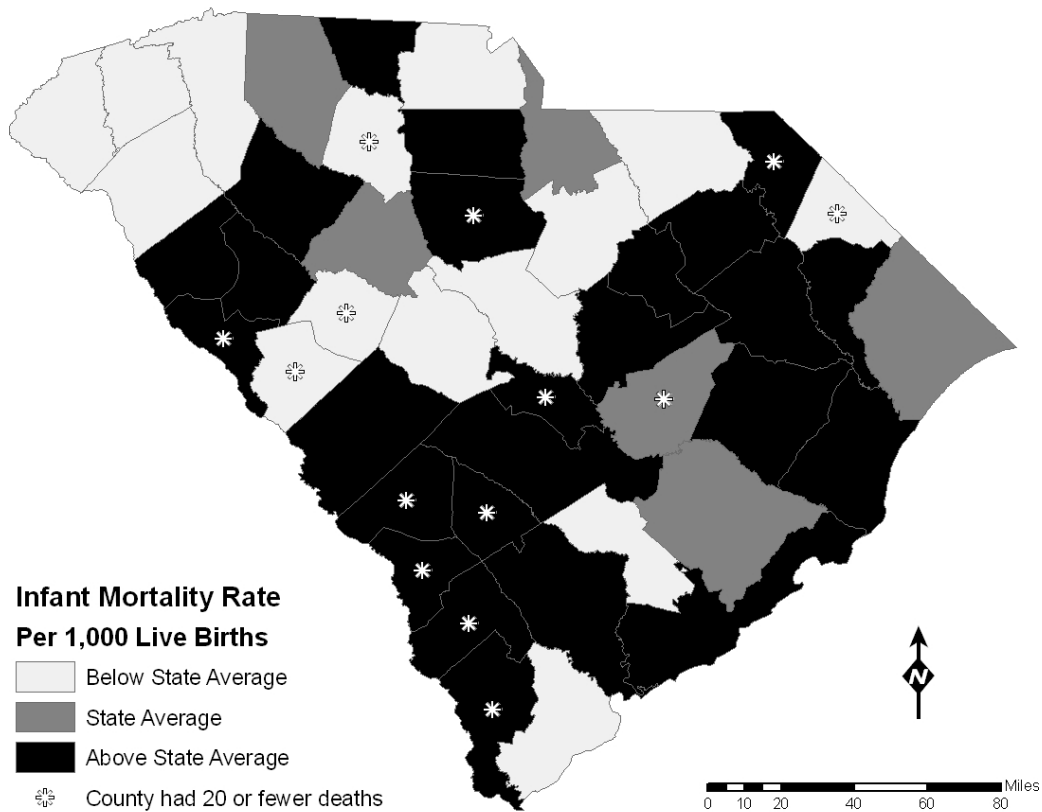 Infant Mortality Rate
Per 1,000 Live Births
Below State Average
State Average
Above State Average
County had 20 or fewer deaths
N
Miles
0 10 20 40 60 80